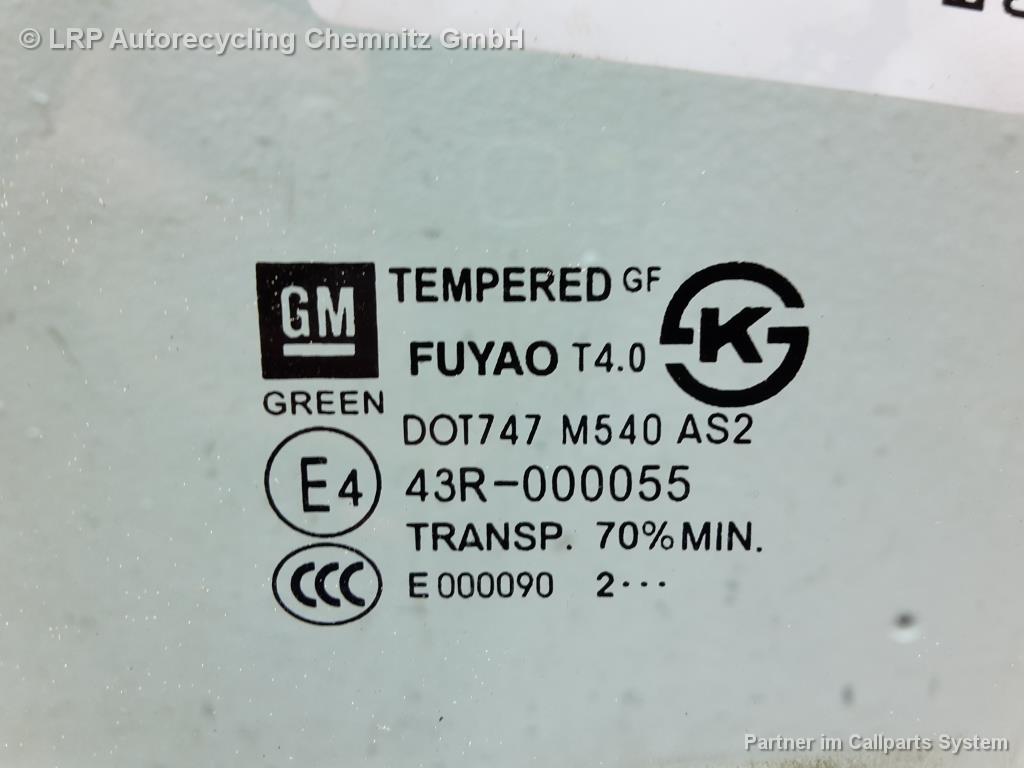 © LRP Autorecycling Chemnitz GmbH
GM TEMPERED GF
FUYAO T4.0 K
GREEN
DOT747 M540 AS2
E4 43R-000055
TRANSP. 70% MIN.
CCC E000090 2···
Partner im Callparts System